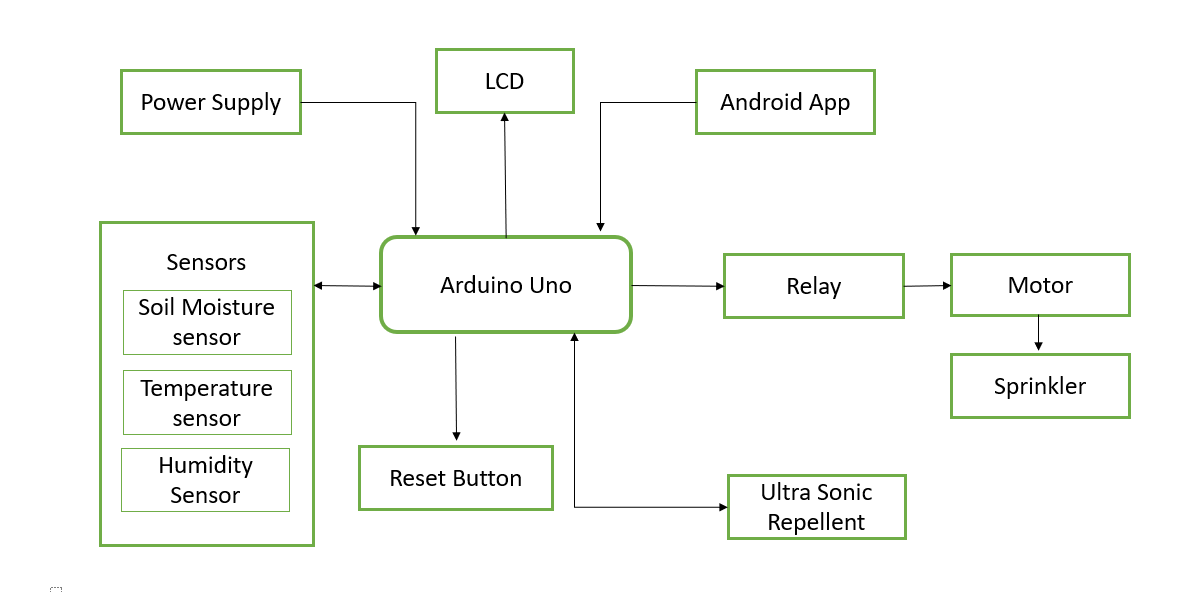 LCD
Power Supply
Android App
Sensors
Soil Moisture
sensor
Temperature
sensor
Humidity
Sensor
Arduino Uno
Relay
Motor
Sprinkler
Reset Button
Ultra Sonic
Repellent